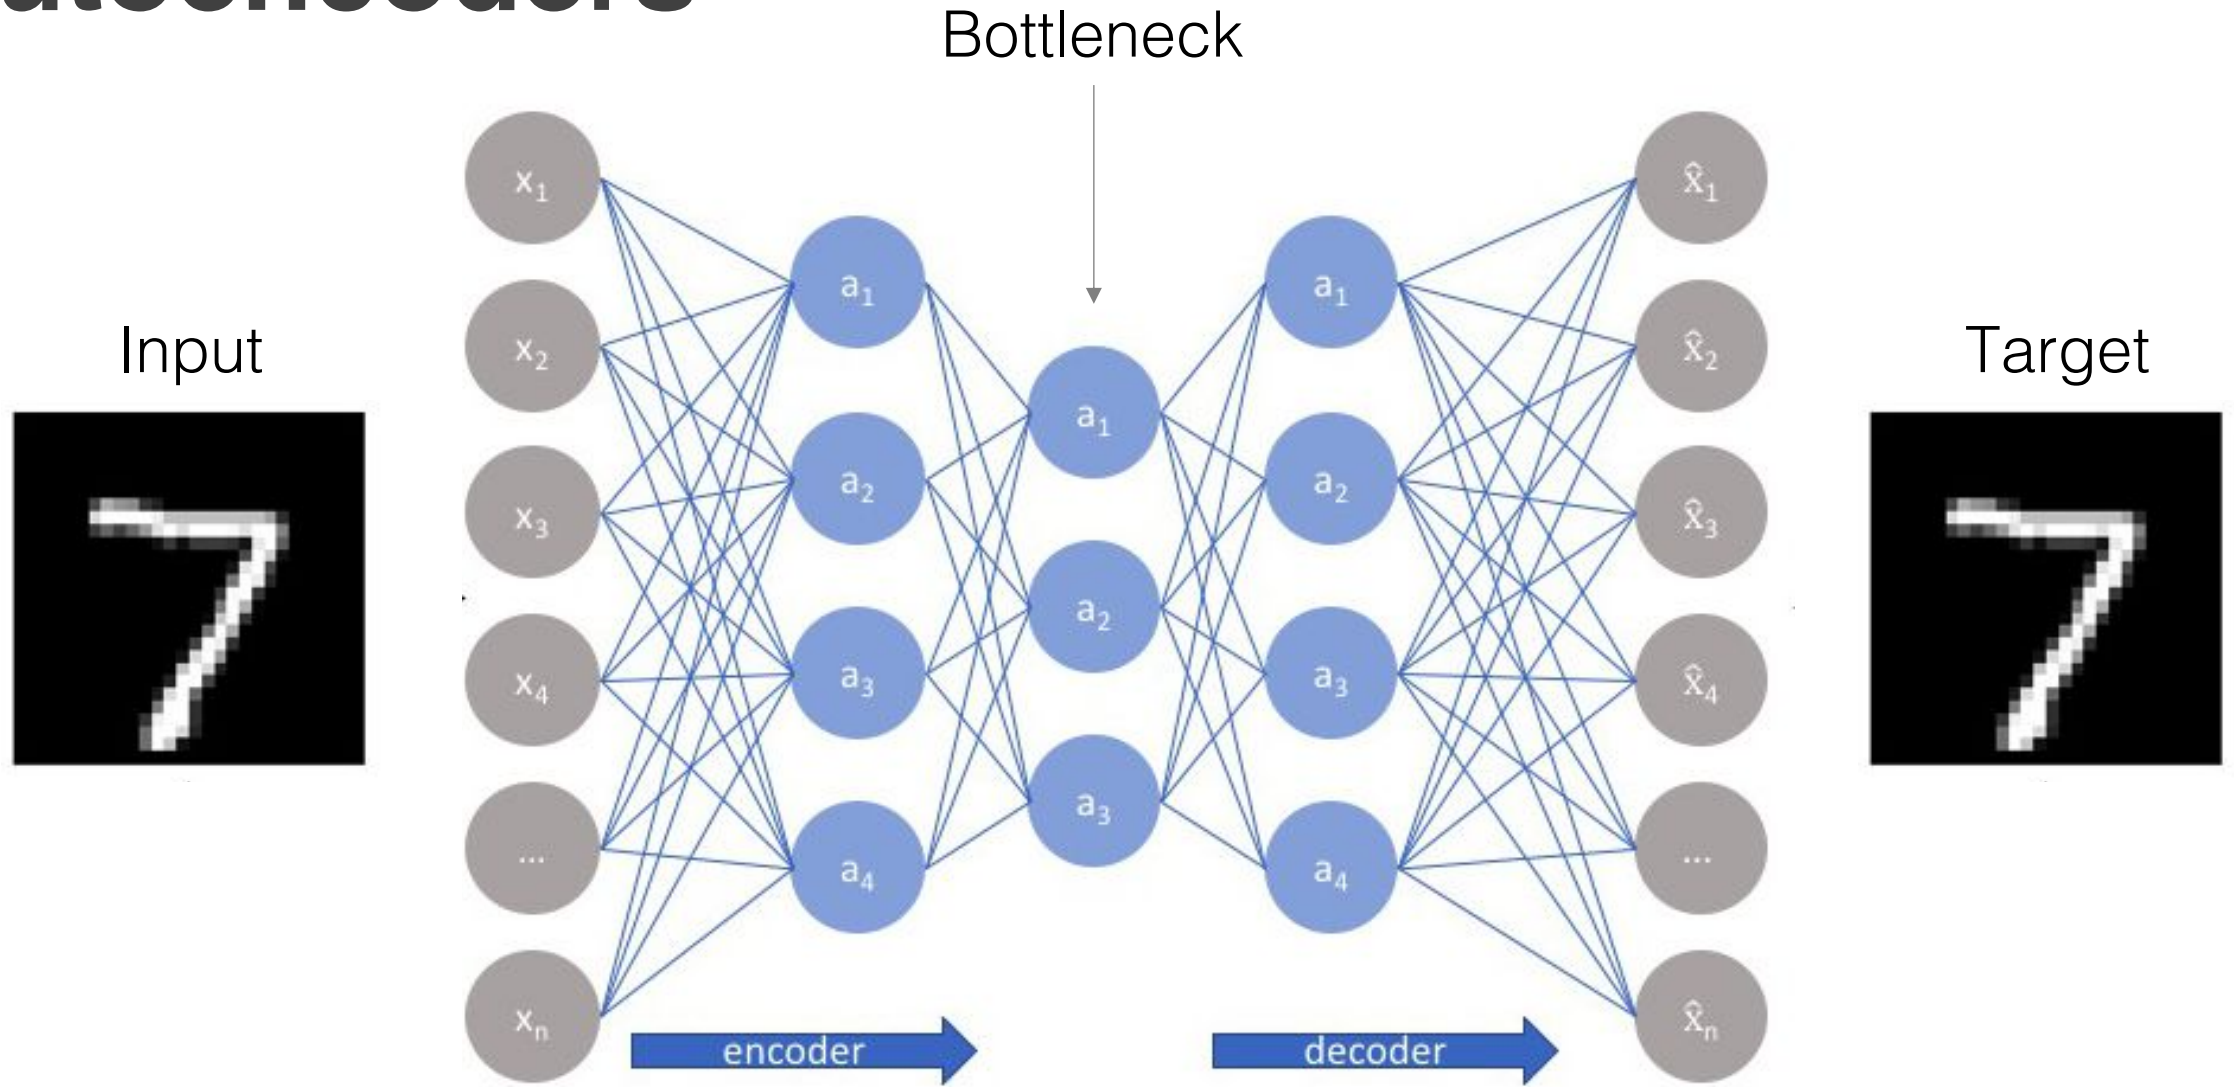 Bottleneck
Input
Target
x₁
x₂
x₃
x₄
...
xₙ
a₁
a₂
a₃
a₄
a₁
a₂
a₃
a₁
a₂
a₃
a₄
x̂₁
x̂₂
x̂₃
x̂₄
...
x̂ₙ
encoder
decoder